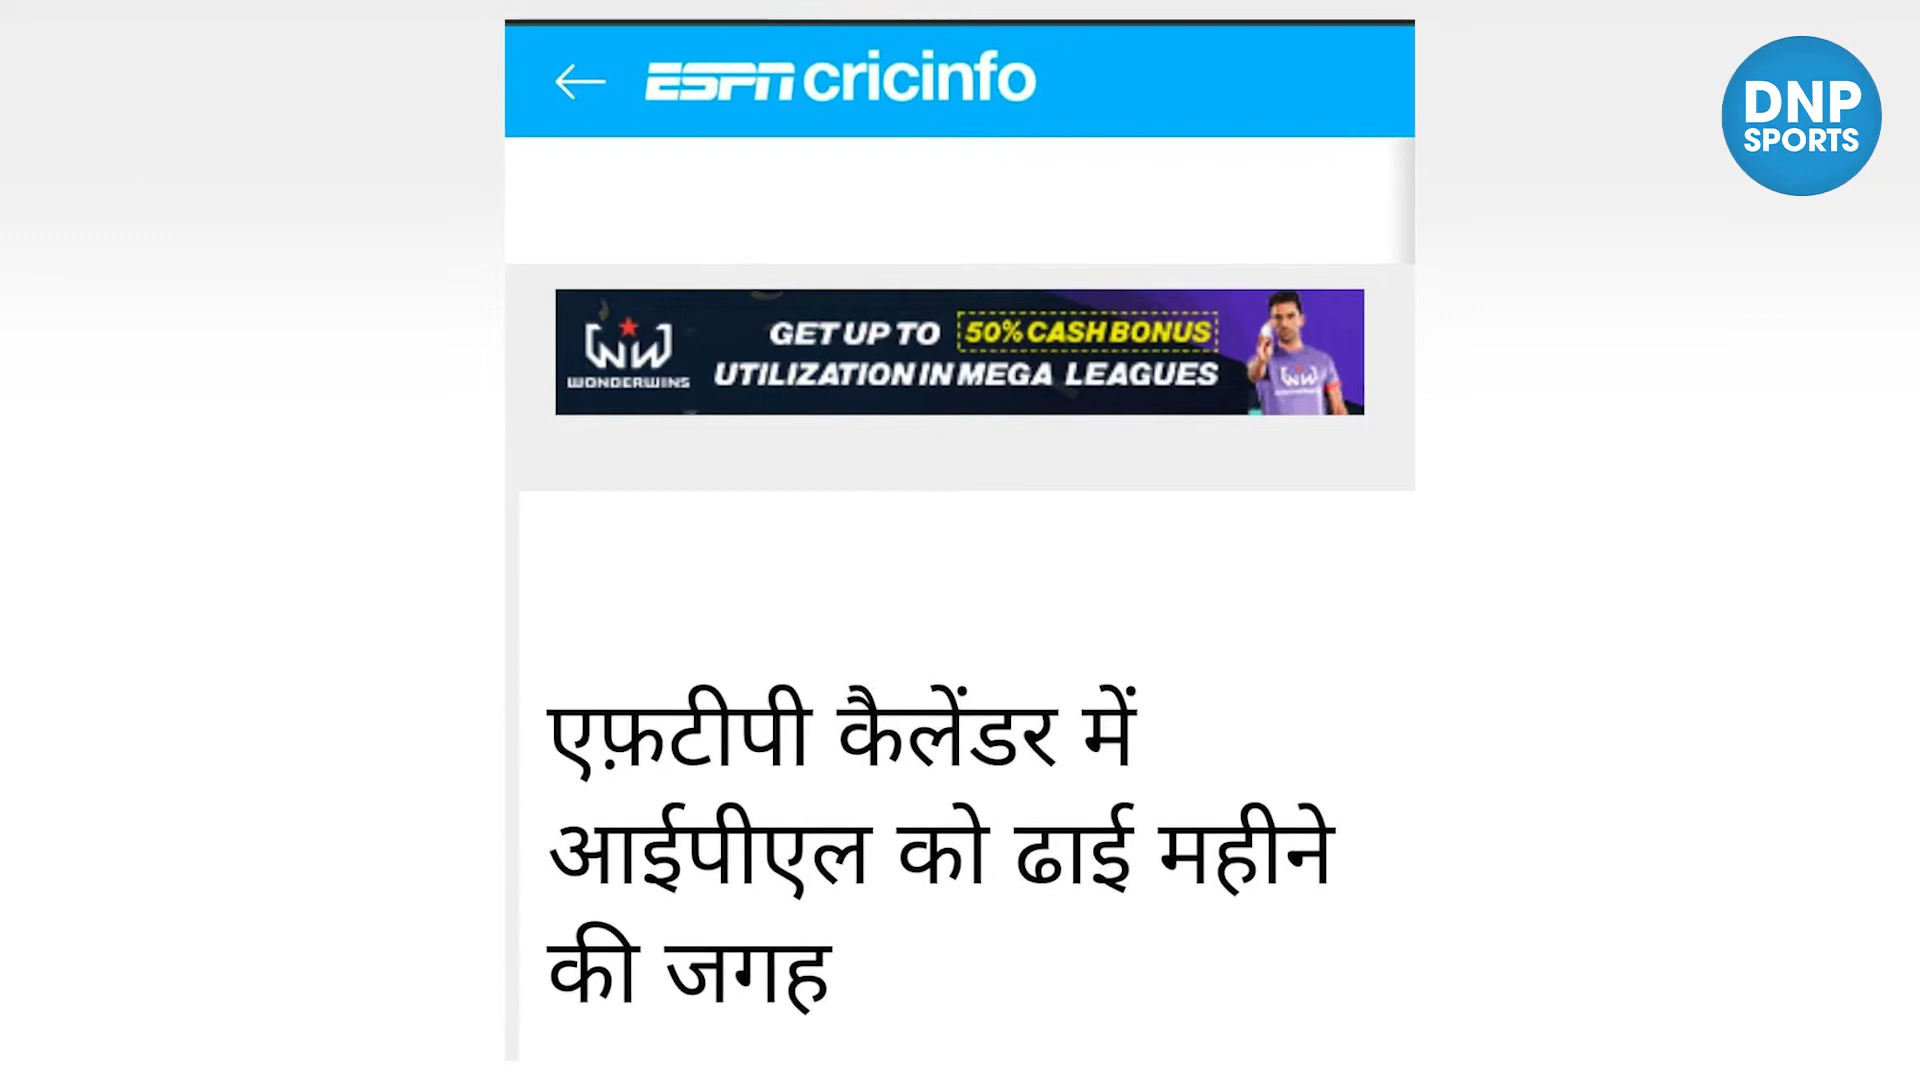 ESPN cricinfo
DNP
SPORTS
WONDERWINS
GET UP TO 50% CASH BONUS
UTILIZATION IN MEGA LEAGUES
एफ़टीपी कैलेंडर में
आईपीएल को ढाई महीने
की जगह